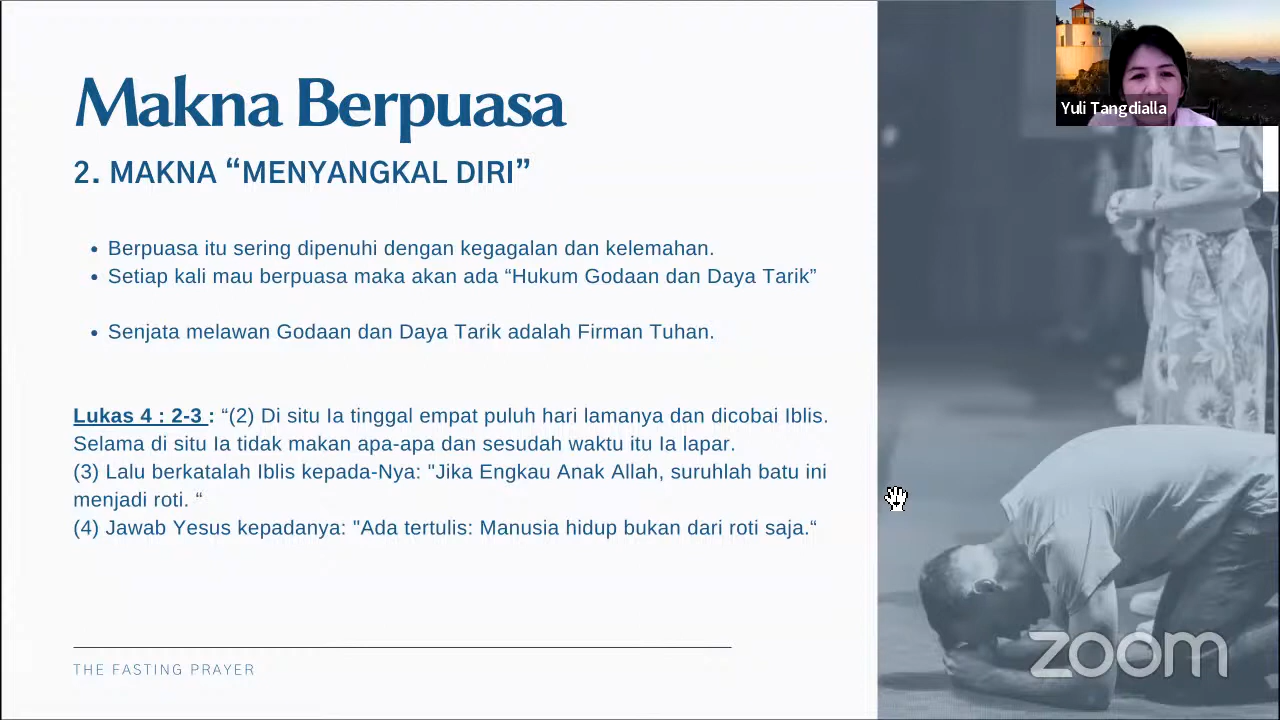 Makna Berpuasa
2. MAKNA “MENYANGKAL DIRI”
• Berpuasa itu sering dipenuhi dengan kegagalan dan kelemahan.
• Setiap kali mau berpuasa maka akan ada “Hukum Godaan dan Daya Tarik”
• Senjata melawan Godaan dan Daya Tarik adalah Firman Tuhan.
Lukas 4 : 2-3 : “(2) Di situ Ia tinggal empat puluh hari lamanya dan dicobai Iblis.
Selama di situ Ia tidak makan apa-apa dan sesudah waktu itu Ia lapar.
(3) Lalu berkatalah Iblis kepada-Nya: "Jika Engkau Anak Allah, suruhlah batu ini
menjadi roti. “
(4) Jawab Yesus kepadanya: "Ada tertulis: Manusia hidup bukan dari roti saja.“
THE FASTING PRAYER
Yuli Tangdialla
zoom